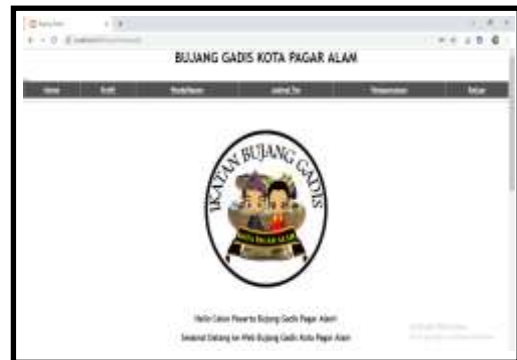 BUJANG GADIS KOTA PAGAR ALAM
Home Profil Pendaftaran Jadwal Tes Pengumuman Keluar
IKATAN BUJANG GADIS
KOTA PAGAR ALAM
Hallo Calon Peserta Bujang Gadis Pagar Alam!
Selamat Datang ke Web Bujang Gadis Kota Pagar Alam